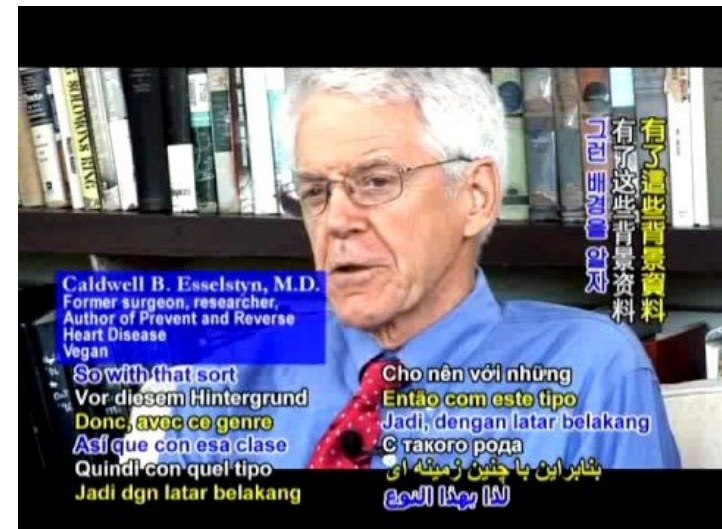 SOLOMON'S RING
有了這些背景資料
有了这些背景资料
그런 배경을 알자
Caldwell B. Esselstyn, M.D.
Former surgeon, researcher,
Author of Prevent and Reverse
Heart Disease
Vegan
So with that sort
Vor diesem Hintergrund
Donc, avec ce genre
Así que con esa clase
Quindi con quel tipo
Jadi dgn latar belakang
Cho nên với những
Então com este tipo
Jadi, dengan latar belakang
С такого рода
بنابراین با چنین زمینه ای
لذا بهذا النوع